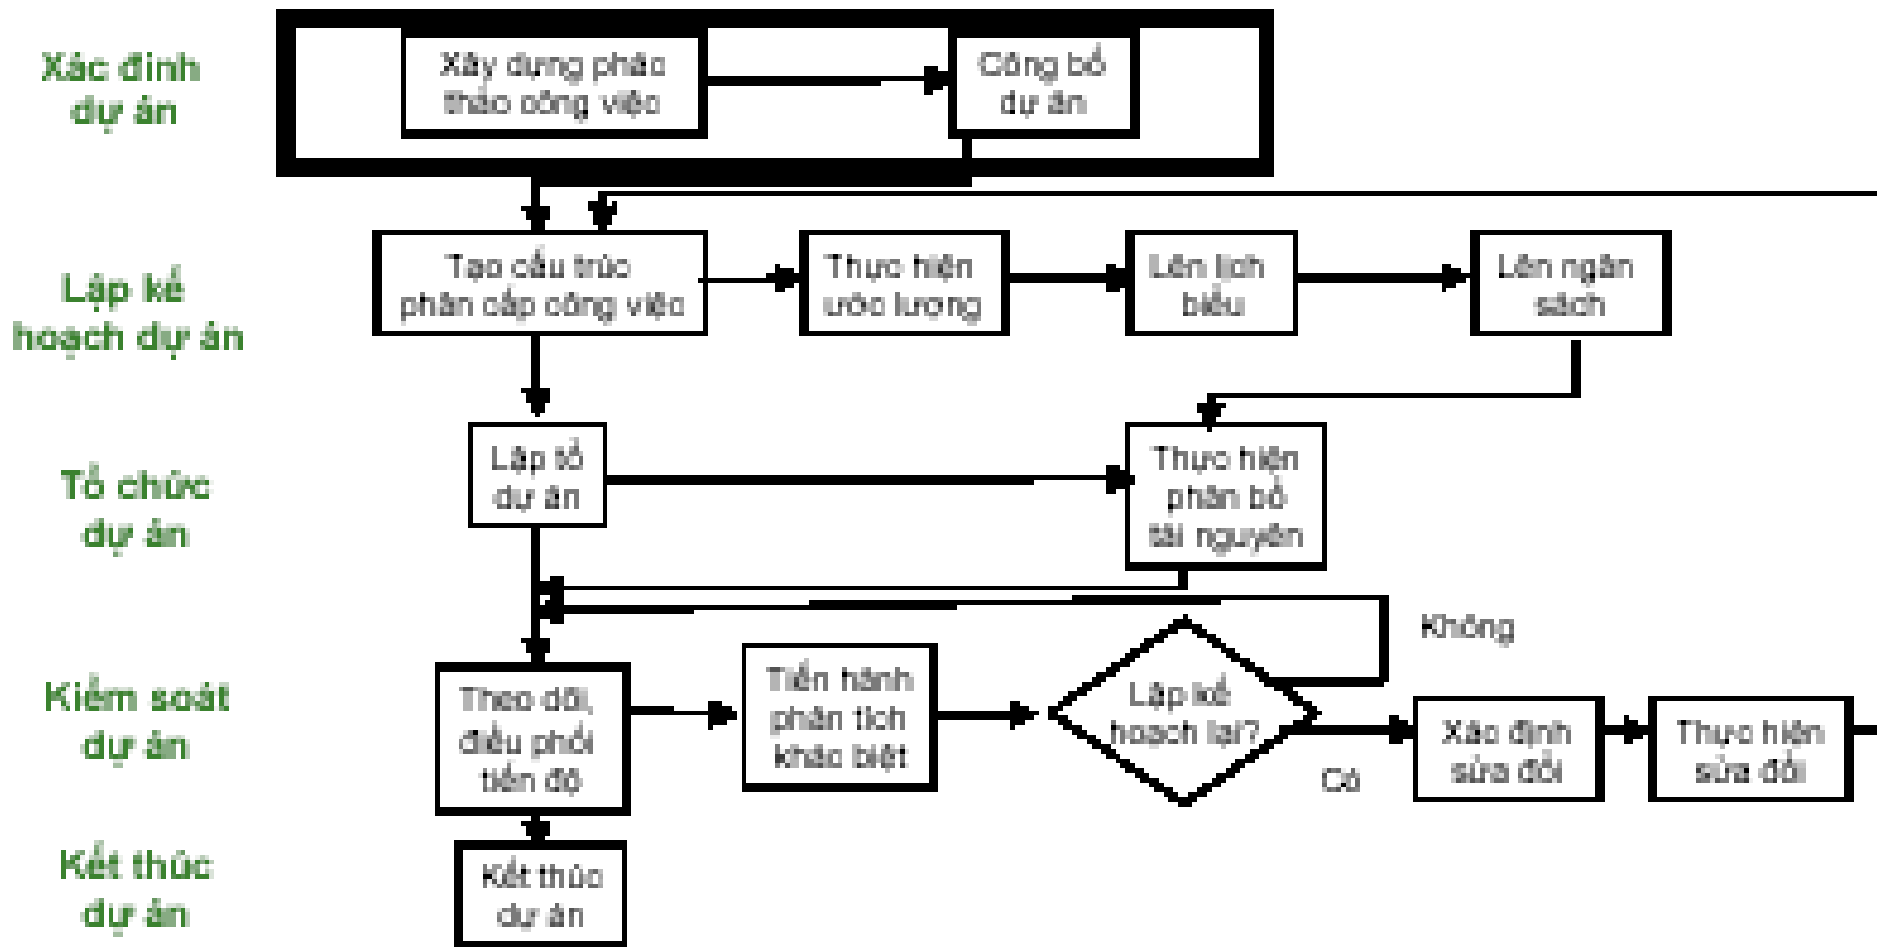 Xác đinh
dự án
Xây dựng phác
thảo công việc
Công bố
dự án
Lập kế
hoạch dự án
Tạo cấu trúc
phân cấp công việc
Thực hiện
ước lượng
Lên lịch
biểu
Lên ngân
sách
Tổ chức
dự án
Lập tổ
dự án
Thực hiện
phân bổ
tài nguyên
Kiểm soát
dự án
Theo dõi,
điều phối
tiến độ
Tiến hành
phân tích
khác biệt
Lập kế
hoạch lại?
Không
Có
Xác định
sửa đổi
Thực hiện
sửa đổi
Kết thúc
dự án
Kết thúc
dự án